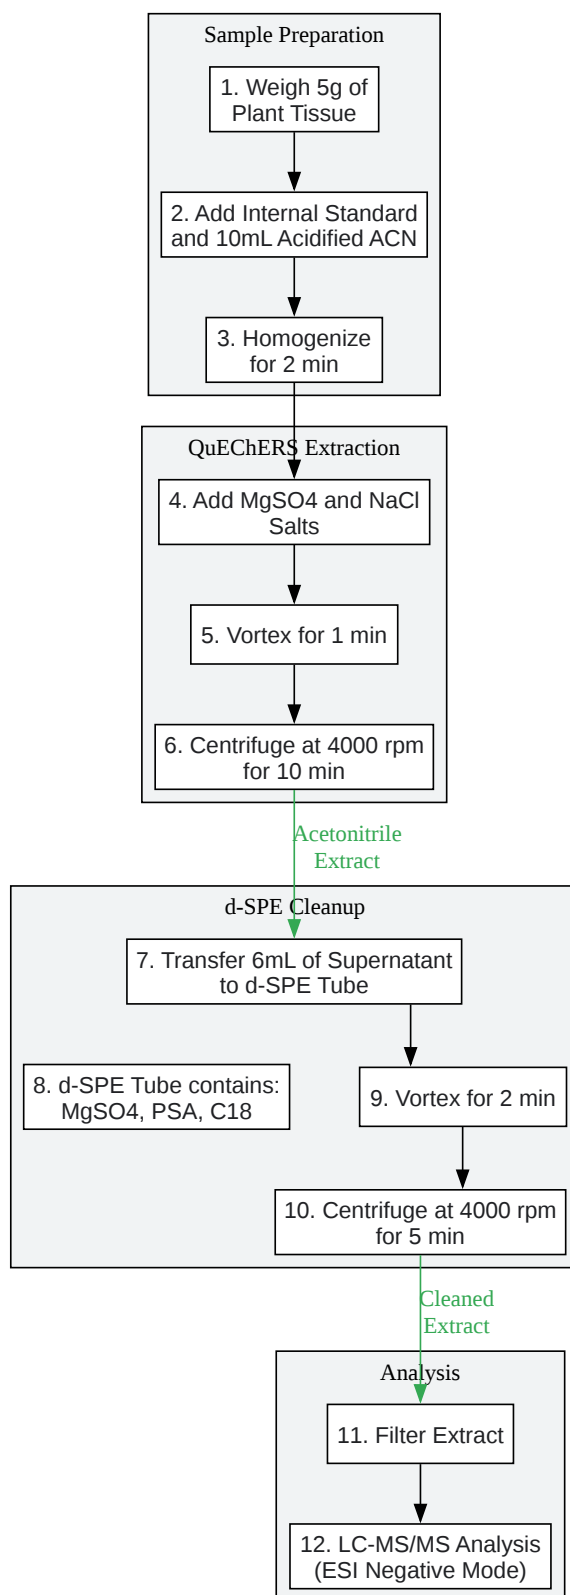 Sample Preparation
1. Weigh 5g of
Plant Tissue
2. Add Internal Standard
and 10mL Acidified ACN
3. Homogenize
for 2 min
QuEChERS Extraction
4. Add MgSO4 and NaCl
Salts
5. Vortex for 1 min
6. Centrifuge at 4000 rpm
for 10 min
Acetonitrile
Extract
d-SPE Cleanup
7. Transfer 6mL of Supernatant
to d-SPE Tube
8. d-SPE Tube contains:
MgSO4, PSA, C18
9. Vortex for 2 min
10. Centrifuge at 4000 rpm
for 5 min
Cleaned
Extract
Analysis
11. Filter Extract
12. LC-MS/MS Analysis
(ESI Negative Mode)